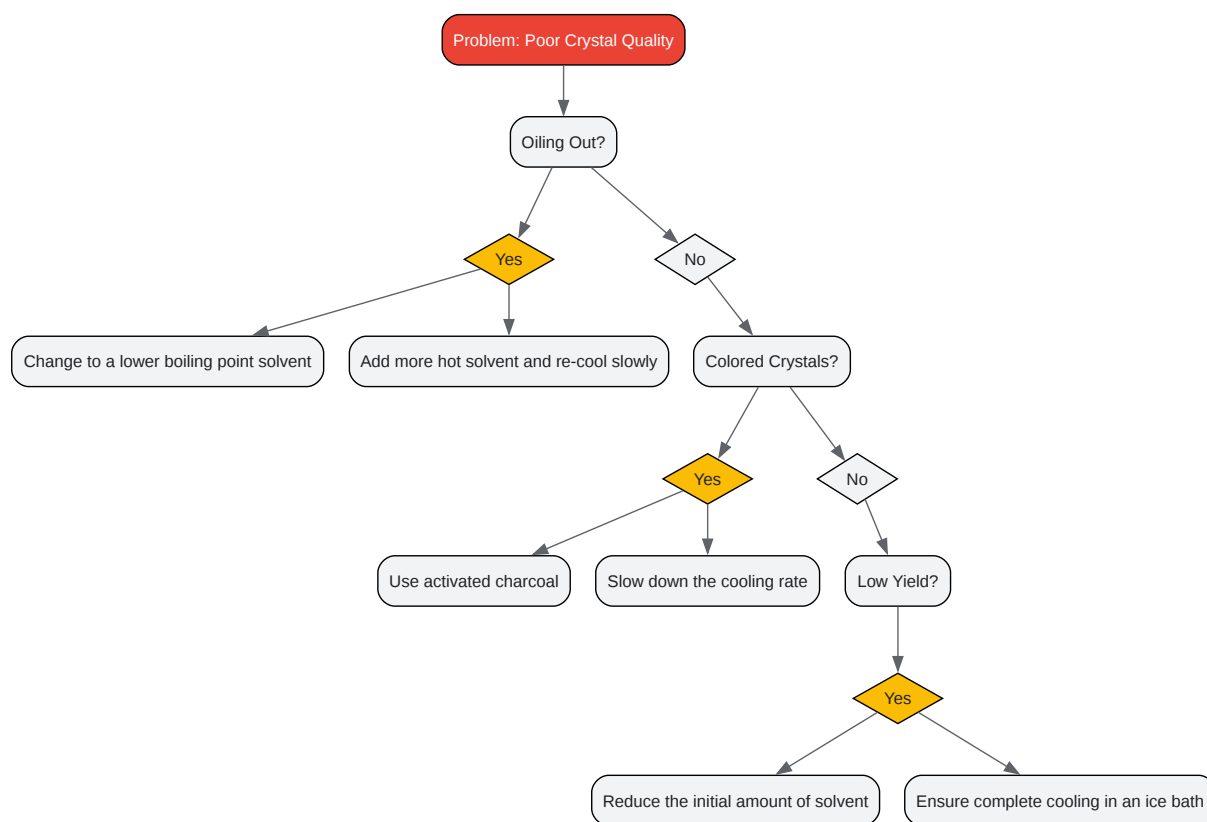 Problem: Poor Crystal Quality
Oiling Out?
Yes
No
Change to a lower boiling point solvent
Add more hot solvent and re-cool slowly
Colored Crystals?
Yes
No
Use activated charcoal
Slow down the cooling rate
Low Yield?
Yes
Reduce the initial amount of solvent
Ensure complete cooling in an ice bath